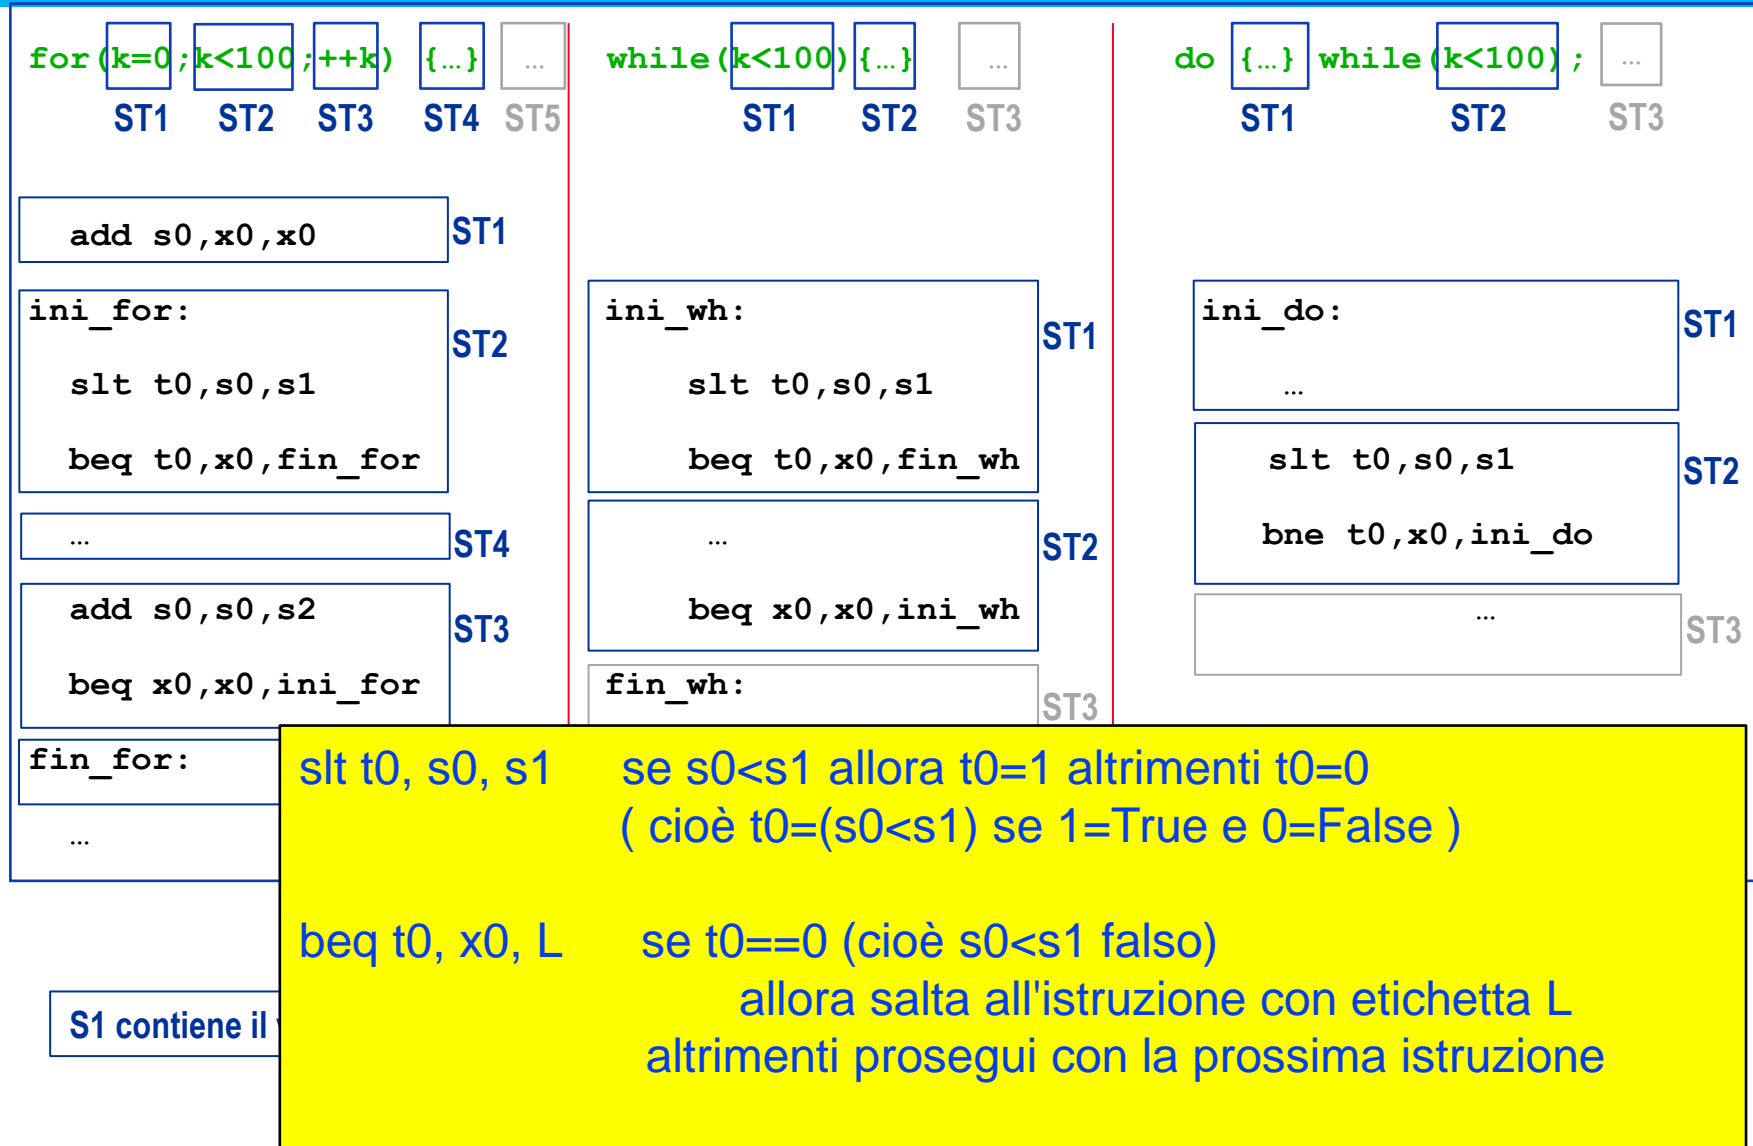 for(k=0;k<100;++k) {…} …
ST1 ST2 ST3 ST4 ST5
add s0,x0,x0 ST1
ini_for:
ST2
slt t0,s0,s1
beq t0,x0,fin_for
… ST4
add s0,s0,s2
ST3
beq x0,x0,ini_for
fin_for:
…
while(k<100){…} …
ST1 ST2 ST3
ini_wh:
ST1
slt t0,s0,s1
beq t0,x0,fin_wh
… ST2
beq x0,x0,ini_wh
fin_wh:
ST3
do {…} while(k<100); …
ST1 ST2 ST3
ini_do: ST1
…
slt t0,s0,s1 ST2
bne t0,x0,ini_do
… ST3
S1 contiene il
slt t0, s0, s1 se s0<s1 allora t0=1 altrimenti t0=0
( cioè t0=(s0<s1) se 1=True e 0=False )
beq t0, x0, L se t0==0 (cioè s0<s1 falso)
allora salta all'istruzione con etichetta L
altrimenti prosegui con la prossima istruzione